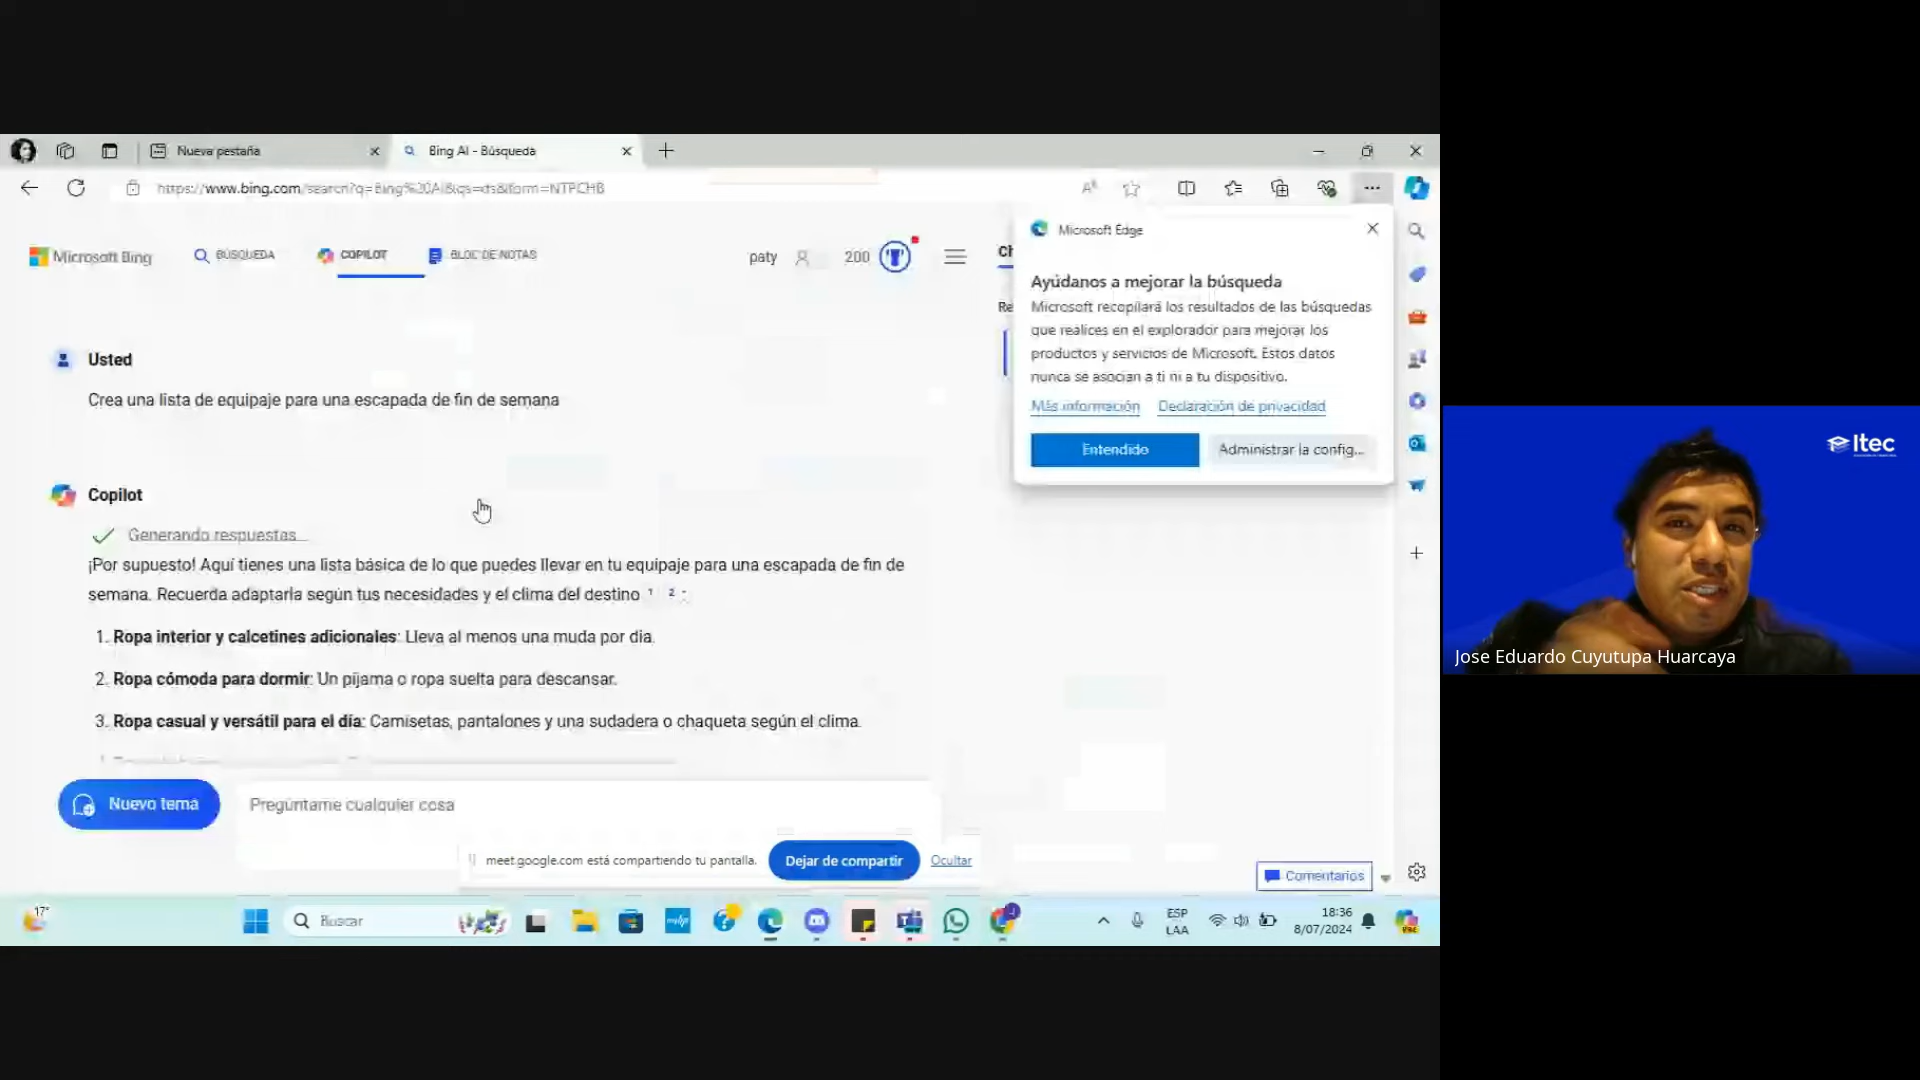 Nueva pestaña
Bing AI - Búsqueda
https://www.bing.com/search?q=Bing%20AI&qs=ds&form=NTPCHB
Microsoft Bing
BÚSQUEDA
COPILOT
BLOC DE NOTAS
paty
200
Microsoft Edge
Ayúdanos a mejorar la búsqueda
Microsoft recopilará los resultados de las búsquedas
que realices en el explorador para mejorar los
productos y servicios de Microsoft. Estos datos
nunca se asocian a ti ni a tu dispositivo.
Más información Declaración de privacidad
Entendido
Administrar la config...
Usted
Crea una lista de equipaje para una escapada de fin de semana
Copilot
Generando respuestas...
¡Por supuesto! Aquí tienes una lista básica de lo que puedes llevar en tu equipaje para una escapada de fin de
semana. Recuerda adaptarla según tus necesidades y el clima del destino 1 2 :
1. Ropa interior y calcetines adicionales: Lleva al menos una muda por día.
2. Ropa cómoda para dormir: Un pijama o ropa suelta para descansar.
3. Ropa casual y versátil para el día: Camisetas, pantalones y una sudadera o chaqueta según el clima.
Nuevo tema
Pregúntame cualquier cosa
meet.google.com está compartiendo tu pantalla.
Dejar de compartir
Ocultar
Comentarios
17°
Buscar
ESP
LAA
18:36
8/07/2024
Itec
Jose Eduardo Cuyutupa Huarcaya